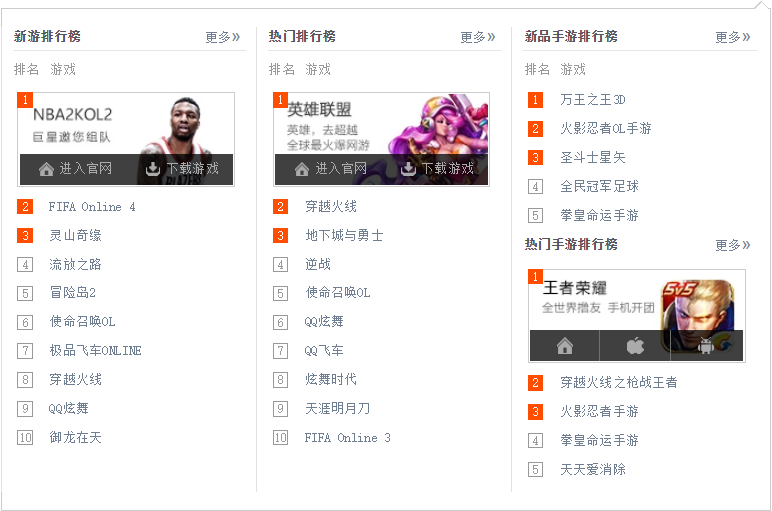 新游排行榜 更多»
排名 游戏
1
NBA2KOL2
巨星邀您组队
进入官网 下载游戏
2 FIFA Online 4
3 灵山奇缘
4 流放之路
5 冒险岛2
6 使命召唤OL
7 极品飞车ONLINE
8 穿越火线
9 QQ炫舞
10 御龙在天
热门排行榜 更多»
排名 游戏
1
英雄联盟
英雄，去超越
全球最火爆网游
进入官网 下载游戏
2 穿越火线
3 地下城与勇士
4 逆战
5 使命召唤OL
6 QQ炫舞
7 QQ飞车
8 炫舞时代
9 天涯明月刀
10 FIFA Online 3
新品手游排行榜 更多»
排名 游戏
1 万王之王3D
2 火影忍者OL手游
3 圣斗士星矢
4 全民冠军足球
5 拳皇命运手游
热门手游排行榜 更多»
1
王者荣耀
全世界撸友 手机开团
5v5
2 穿越火线之枪战王者
3 火影忍者手游
4 拳皇命运手游
5 天天爱消除